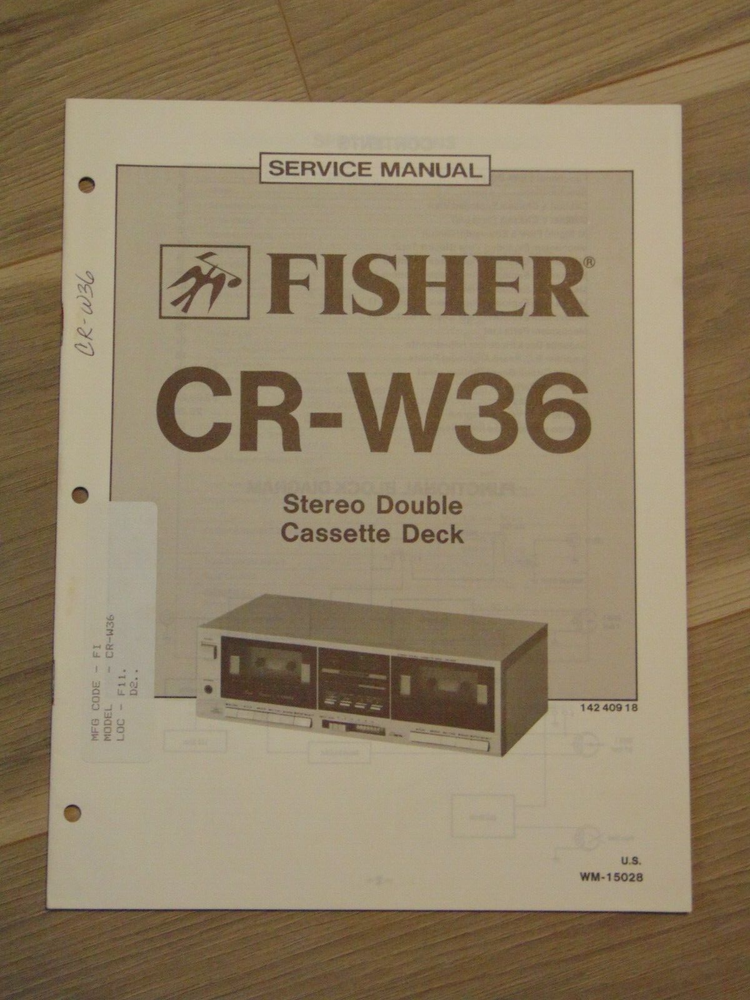 SERVICE MANUAL
FISHER®
CR-W36
CR-W36
Stereo Double
Cassette Deck
MFG CODE - FI
MODEL - CR-W36
LOC - F11.
D2..
142 409 18
U.S.
WM-15028